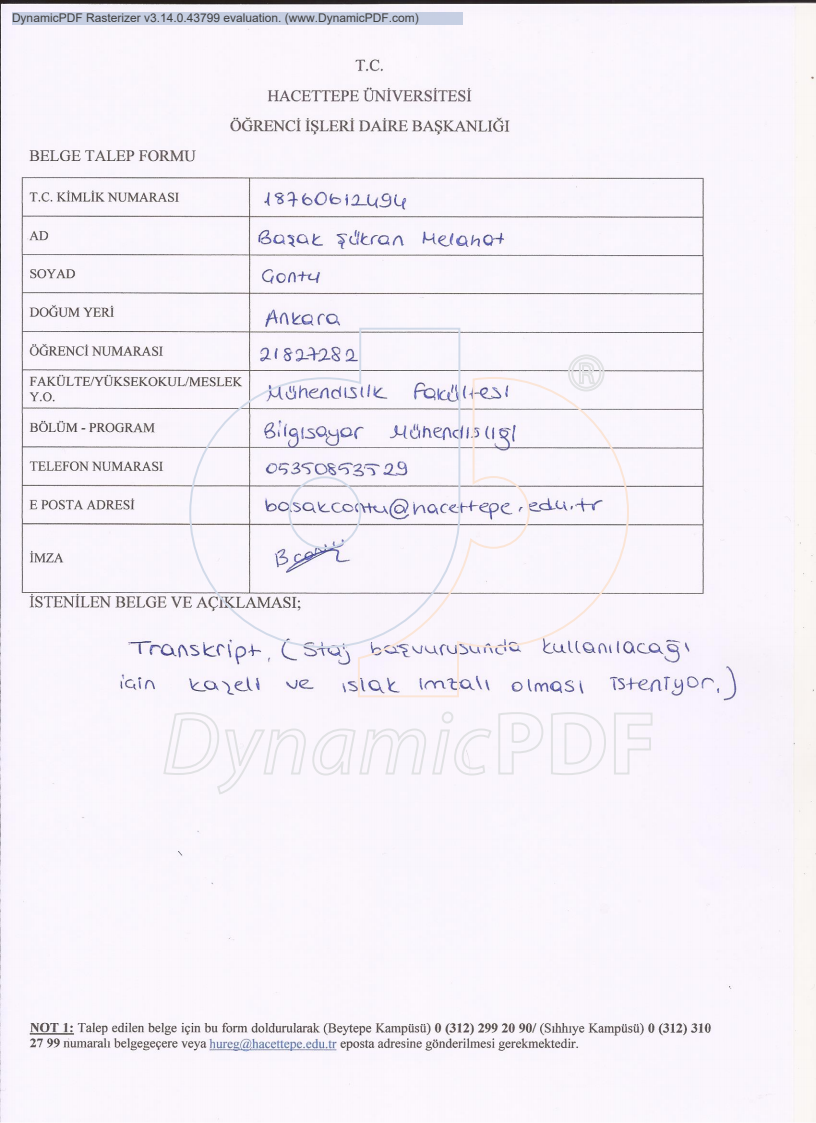 DynamicPDF Rasterizer v3.14.0.43799 evaluation. (www.DynamicPDF.com)
T.C.
HACETTEPE ÜNİVERSİTESİ
ÖĞRENCİ İŞLERİ DAİRE BAŞKANLIĞI
BELGE TALEP FORMU
T.C. KİMLİK NUMARASI 18760612494
AD Başak Şükran Melahat
SOYAD Contu
DOĞUM YERİ Ankara
ÖĞRENCİ NUMARASI 21827282
FAKÜLTE/YÜKSEKOKUL/MESLEK Y.O. Mühendislik Fakültesi
BÖLÜM - PROGRAM Bilgisayar Mühendisliği
TELEFON NUMARASI 05350853529
E POSTA ADRESİ basakcontu@hacettepe.edu.tr
İMZA
İSTENİLEN BELGE VE AÇIKLAMASI;
Transkript. (Staj başvurusunda kullanılacağı
için kaşeli ve ıslak imzalı olması isteniyor.)
DynamicPDF
NOT 1: Talep edilen belge için bu form doldurularak (Beytepe Kampüsü) 0 (312) 299 20 90/ (Sıhhıye Kampüsü) 0 (312) 310
27 99 numaralı belgegeçere veya hureg@hacettepe.edu.tr eposta adresine gönderilmesi gerekmektedir.